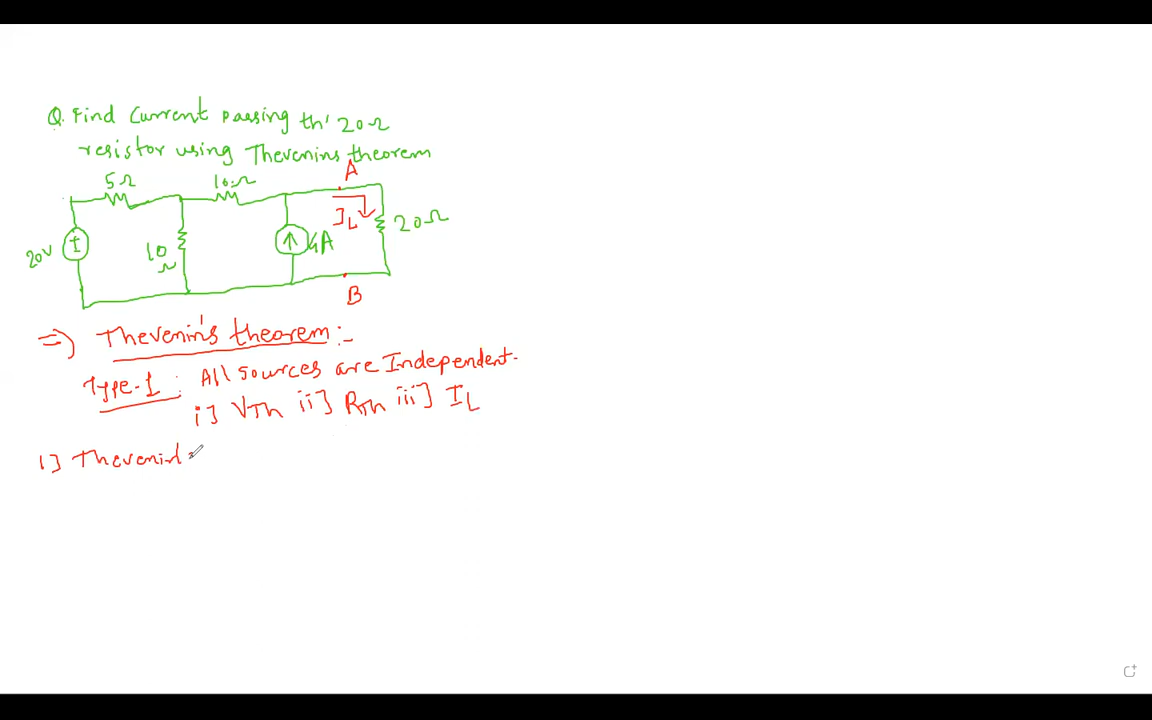 Q. Find Current passing th' 20Ω
resistor using Thevenins theorem
A
5Ω 10Ω
20V I 10 Ω 4A IL 20Ω
B
=> Thevenin's theorem :-
Type-1 : All sources are Independent.
i] VTh ii] RTh iii] IL
1] Thevenin'